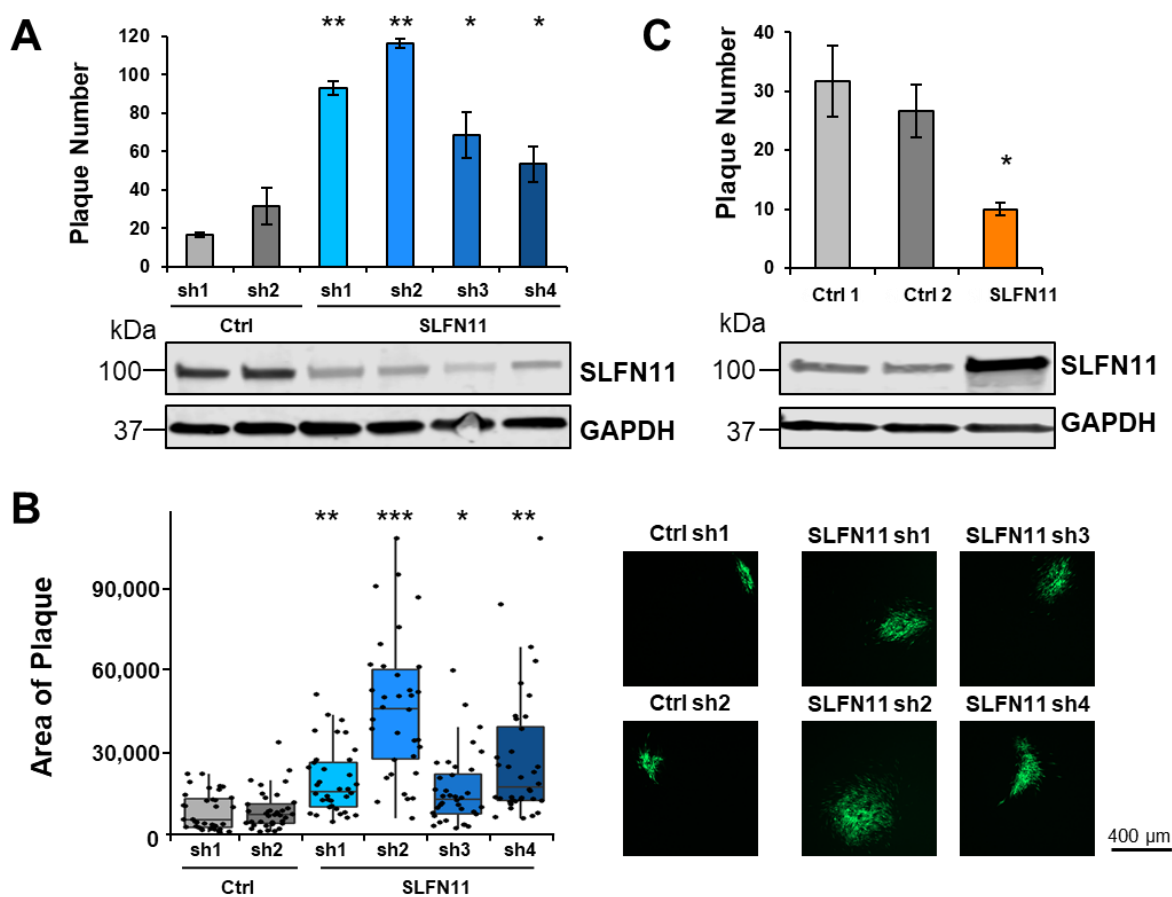 A
** ** * *
Plaque Number
120
100
80
60
40
20
0
sh1 sh2 sh1 sh2 sh3 sh4
Ctrl SLFN11
kDa
100 SLFN11
37 GAPDH
C
Plaque Number
40
30
20
10
0
*
Ctrl 1 Ctrl 2 SLFN11
100 SLFN11
37 GAPDH
B
** *** * **
Area of Plaque
90,000
60,000
30,000
0
sh1 sh2 sh1 sh2 sh3 sh4
Ctrl SLFN11
Ctrl sh1 SLFN11 sh1 SLFN11 sh3
Ctrl sh2 SLFN11 sh2 SLFN11 sh4
400 µm